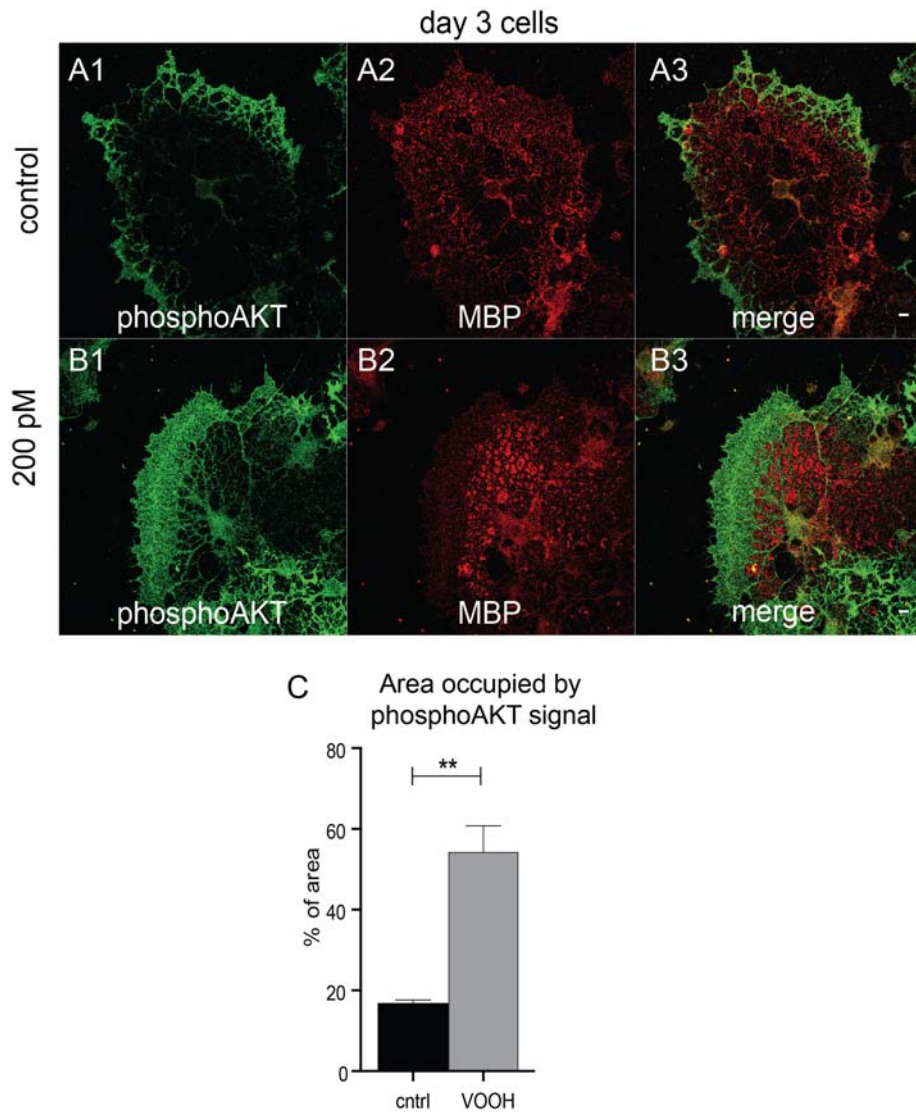 day 3 cells
control
A1
phosphoAKT
A2
MBP
A3
merge
200 pM
B1
phosphoAKT
B2
MBP
B3
merge
C
Area occupied by
phosphoAKT signal
% of area
80
60
40
20
0
**
cntrl
VOOH